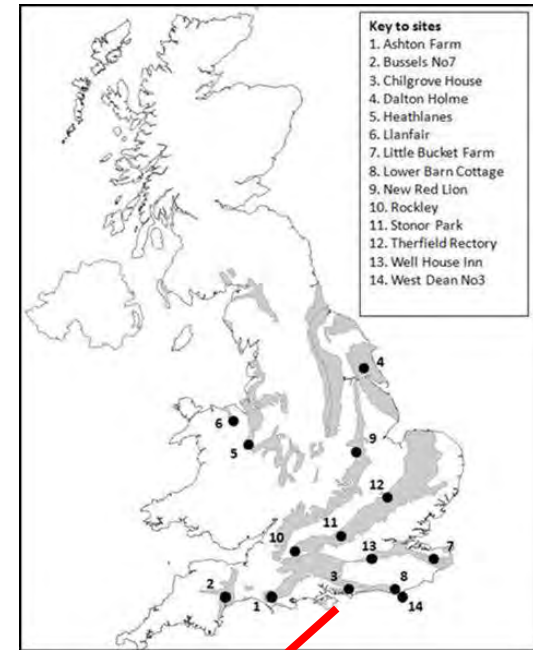 Key to sites
1. Ashton Farm
2. Bussels No7
3. Chilgrove House
4. Dalton Holme
5. Heathlanes
6. Llanfair
7. Little Bucket Farm
8. Lower Barn Cottage
9. New Red Lion
10. Rockley
11. Stonor Park
12. Therfield Rectory
13. Well House Inn
14. West Dean No3
4
6
5
9
12
11
10
13
7
2
1
3
8
14